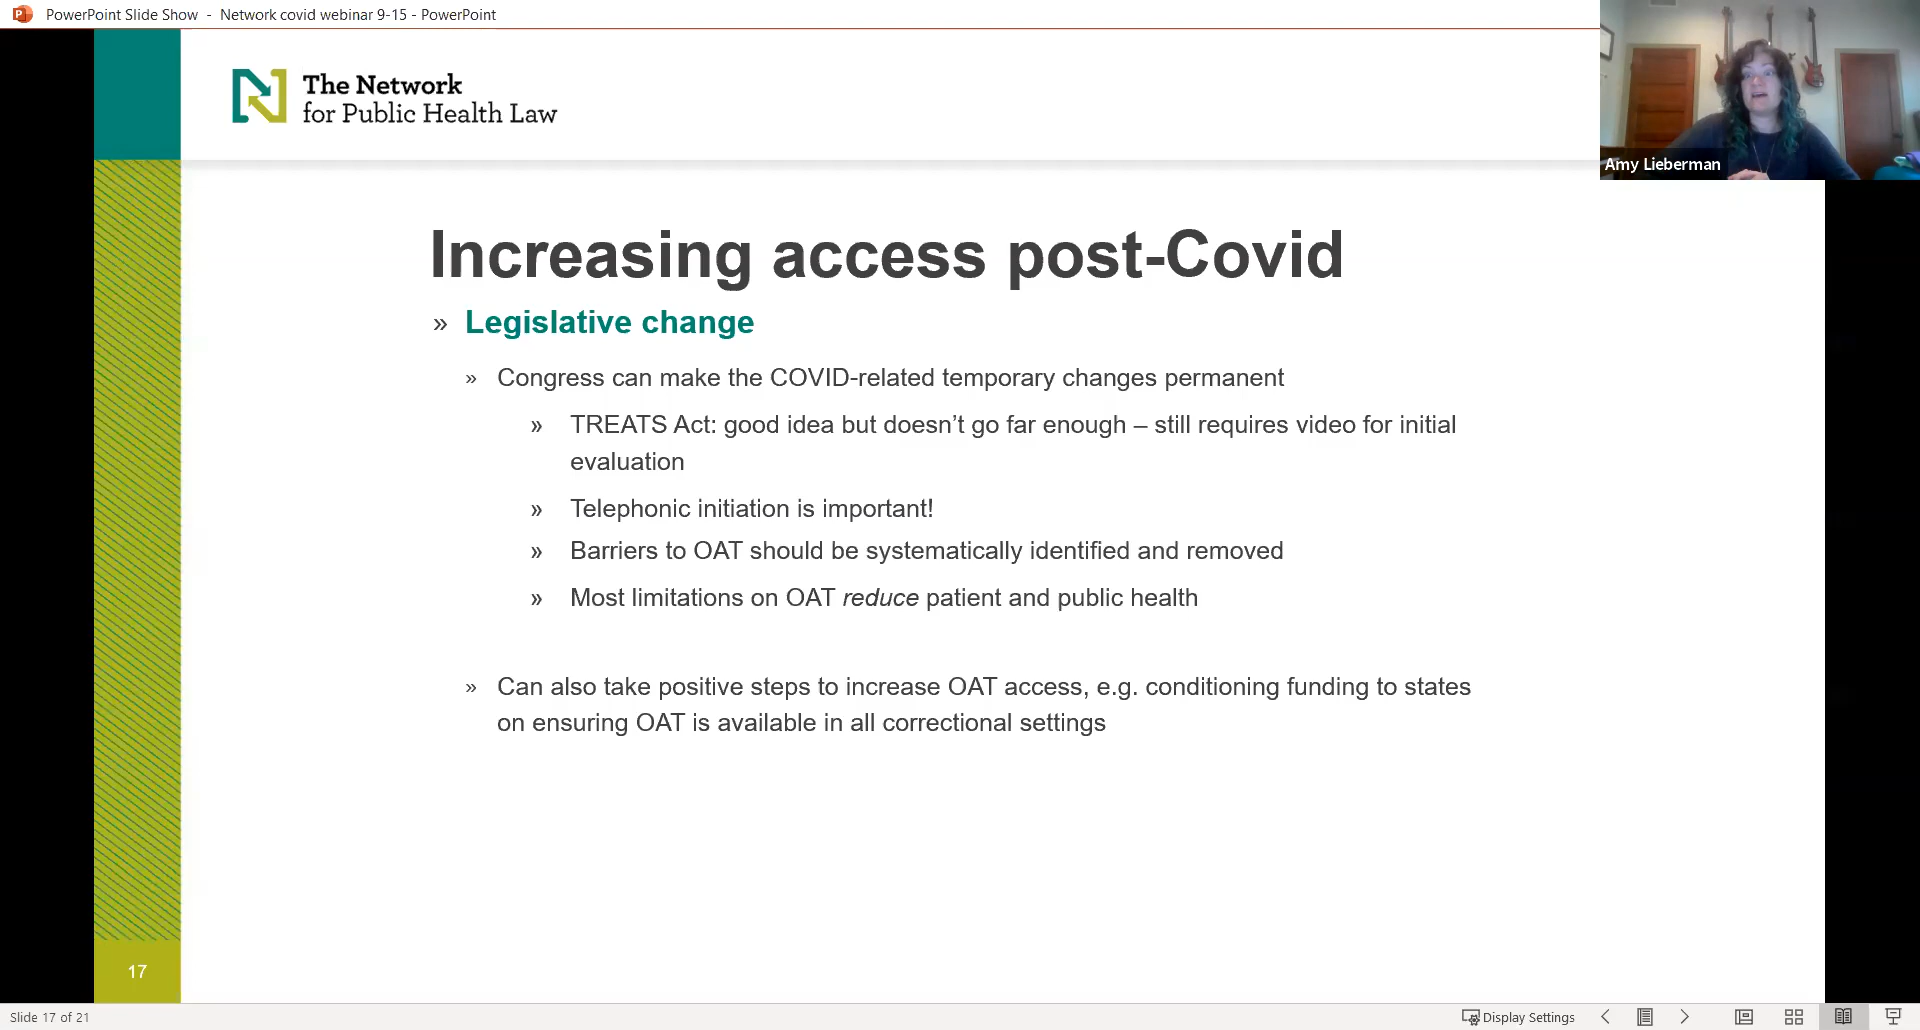 PowerPoint Slide Show - Network covid webinar 9-15 - PowerPoint
The Network
for Public Health Law
Amy Lieberman
Increasing access post-Covid
» Legislative change
» Congress can make the COVID-related temporary changes permanent
» TREATS Act: good idea but doesn’t go far enough – still requires video for initial
evaluation
» Telephonic initiation is important!
» Barriers to OAT should be systematically identified and removed
» Most limitations on OAT reduce patient and public health
» Can also take positive steps to increase OAT access, e.g. conditioning funding to states
on ensuring OAT is available in all correctional settings
17
Slide 17 of 21
Display Settings